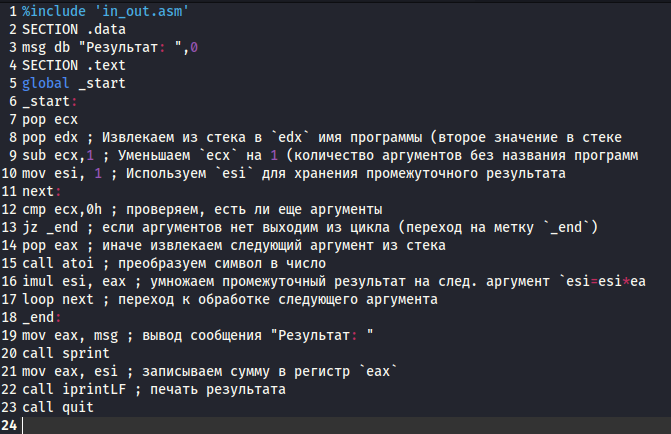 1 %include 'in_out.asm'
2 SECTION .data
3 msg db "Результат: ",0
4 SECTION .text
5 global _start
6 _start:
7 pop ecx
8 pop edx ; Извлекаем из стека в `edx` имя программы (второе значение в стеке
9 sub ecx,1 ; Уменьшаем `ecx` на 1 (количество аргументов без названия программ
10 mov esi, 1 ; Используем `esi` для хранения промежуточного результата
11 next:
12 cmp ecx,0h ; проверяем, есть ли еще аргументы
13 jz _end ; если аргументов нет выходим из цикла (переход на метку `_end`)
14 pop eax ; иначе извлекаем следующий аргумент из стека
15 call atoi ; преобразуем символ в число
16 imul esi, eax ; умножаем промежуточный результат на след. аргумент `esi=esi*ea
17 loop next ; переход к обработке следующего аргумента
18 _end:
19 mov eax, msg ; вывод сообщения "Результат: "
20 call sprint
21 mov eax, esi ; записываем сумму в регистр `eax`
22 call iprintLF ; печать результата
23 call quit
24